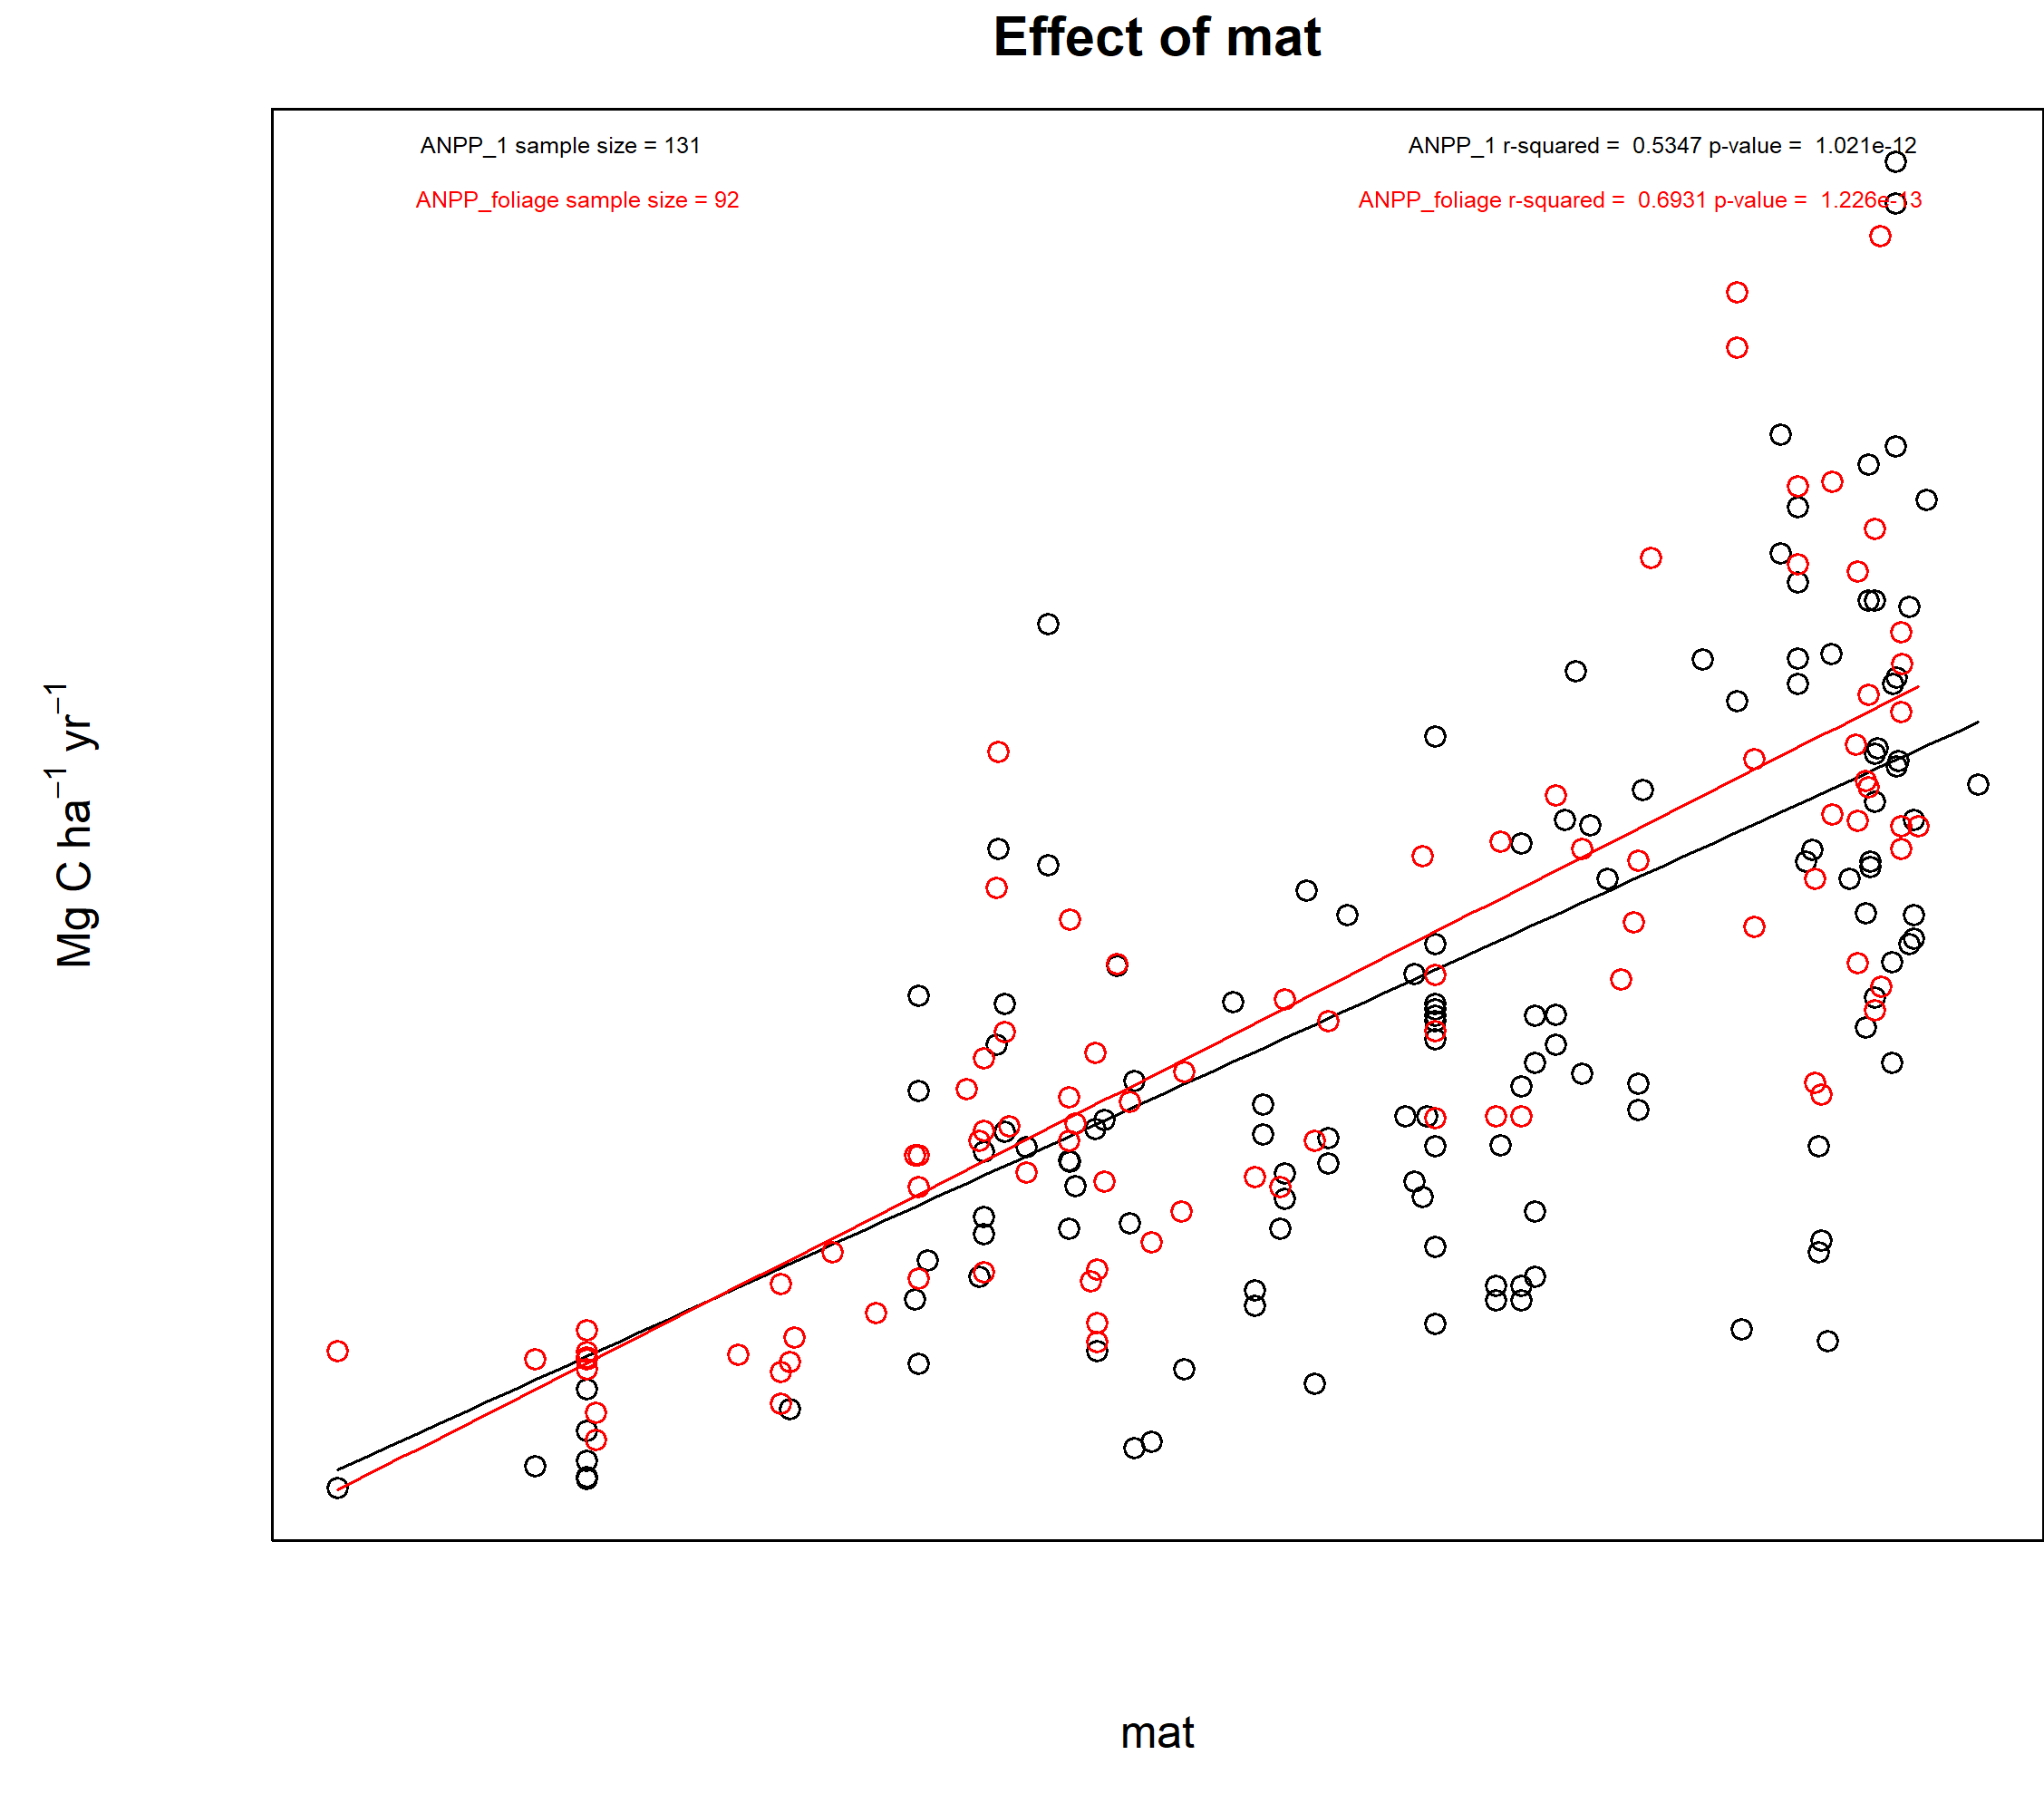 Effect of mat
ANPP_1 sample size = 131
ANPP_1 r-squared = 0.5347 p-value = 1.021e-12
ANPP_foliage sample size = 92
ANPP_foliage r-squared = 0.6931 p-value = 1.226e-13
Mg C ha⁻¹ yr⁻¹
mat